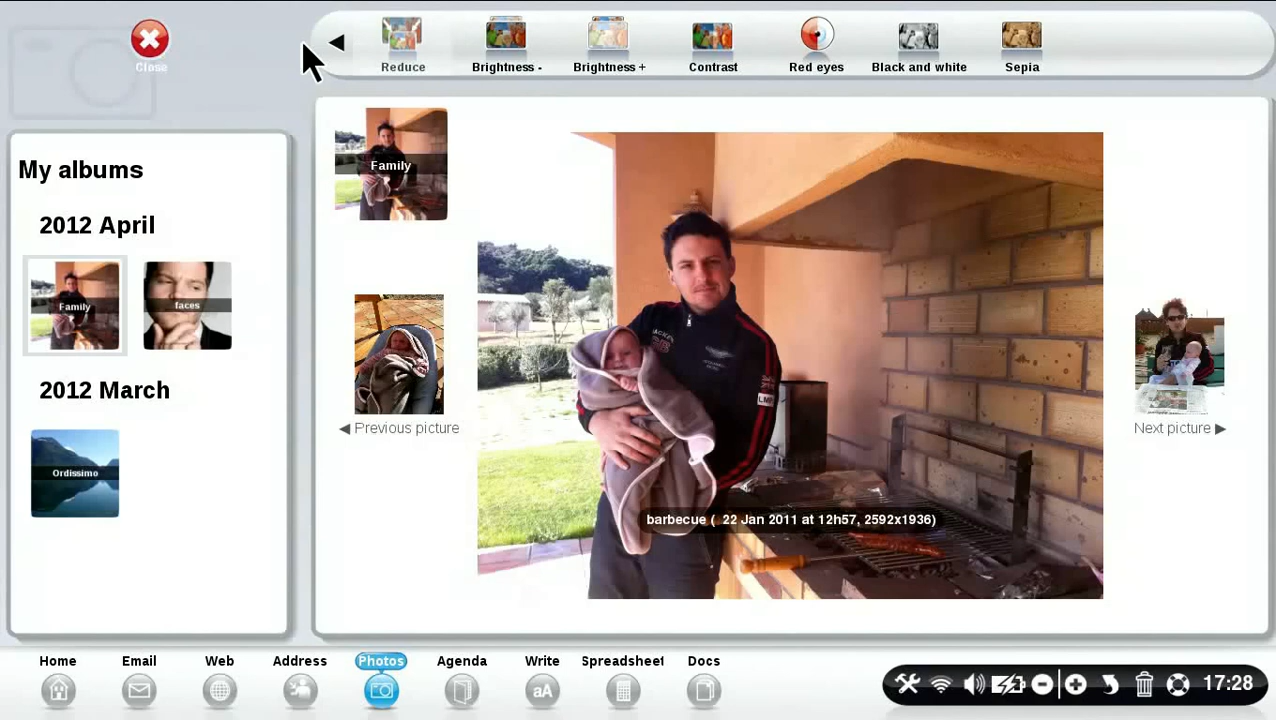 Close
Reduce
Brightness -
Brightness +
Contrast
Red eyes
Black and white
Sepia
My albums
2012 April
Family
faces
2012 March
Ordissimo
Family
Previous picture
Next picture
LMR
barbecue ( 22 Jan 2011 at 12h57, 2592x1936)
Home
Email
Web
Address
Photos
Agenda
Write
Spreadsheet
Docs
aA
17:28